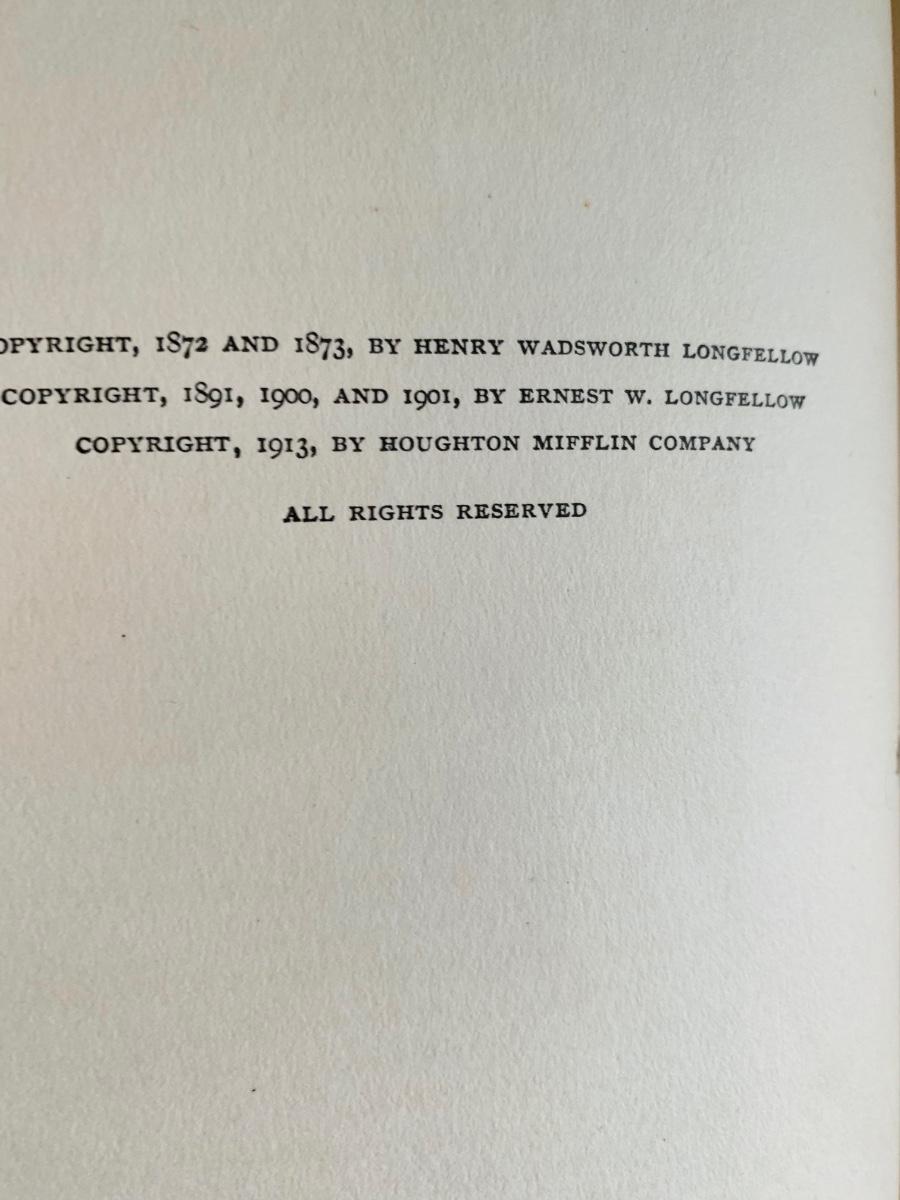 OPYRIGHT, 1872 AND 1873, BY HENRY WADSWORTH LONGFELLOW
COPYRIGHT, 1891, 1900, AND 1901, BY ERNEST W. LONGFELLOW
COPYRIGHT, 1913, BY HOUGHTON MIFFLIN COMPANY
ALL RIGHTS RESERVED